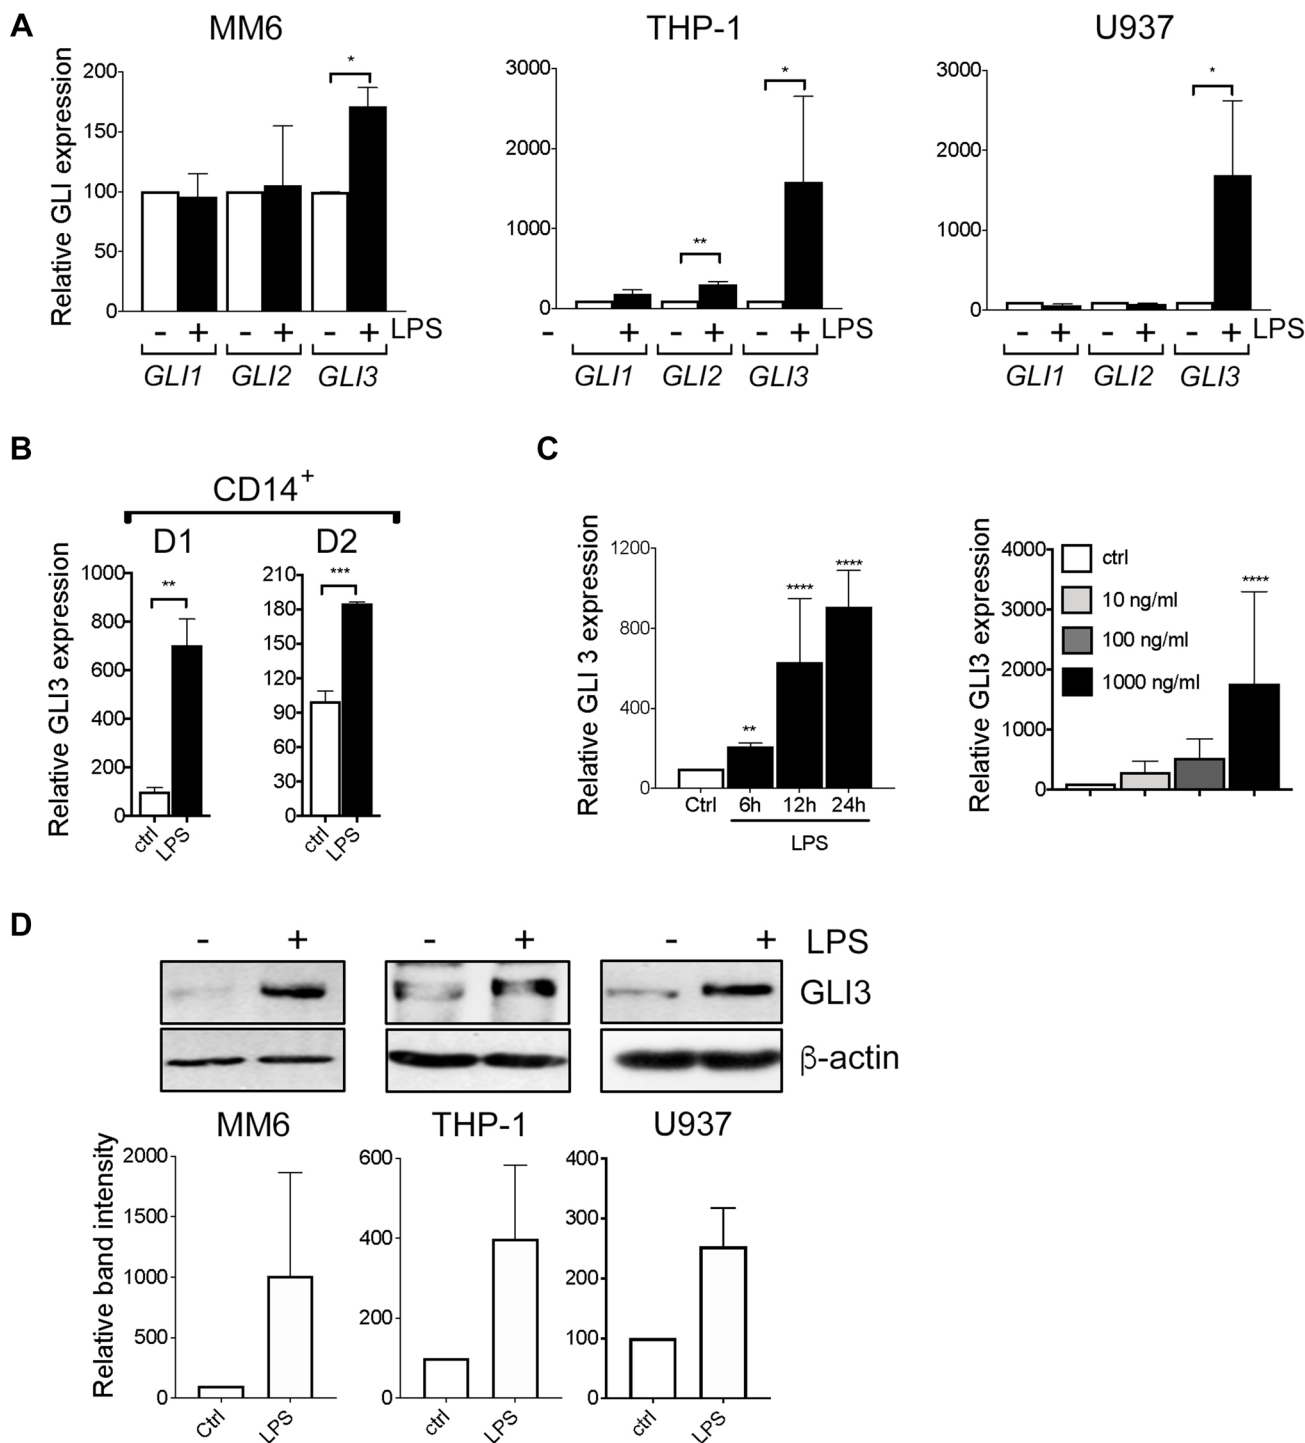 A
MM6
THP-1
U937
Relative GLI expression
200
150
100
50
0
*
- + - + - + LPS
GLI1 GLI2 GLI3
3000
2000
1000
0
**
*
- + - + - + LPS
GLI1 GLI2 GLI3
3000
2000
1000
0
*
- + - + - + LPS
GLI1 GLI2 GLI3
B
CD14+
D1
D2
Relative GLI3 expression
1000
800
600
400
200
0
**
ctrl LPS
210
180
150
120
90
60
30
0
***
ctrl LPS
C
Relative GLI 3 expression
1200
800
400
0
**
****
****
Ctrl 6h 12h 24h
LPS
Relative GLI3 expression
4000
3000
2000
1000
0
ctrl
10 ng/ml
100 ng/ml
1000 ng/ml
****
D
- + - + - + LPS
GLI3
β-actin
MM6
THP-1
U937
Relative band intensity
2000
1500
1000
500
0
Ctrl LPS
600
400
200
0
ctrl LPS
400
300
200
100
0
ctrl LPS